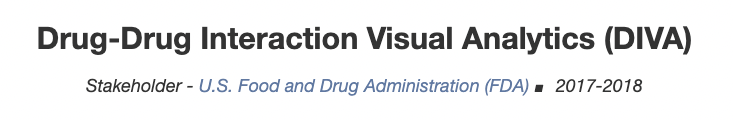 Drug-Drug Interaction Visual Analytics (DIVA)
Stakeholder - U.S. Food and Drug Administration (FDA) ■ 2017-2018